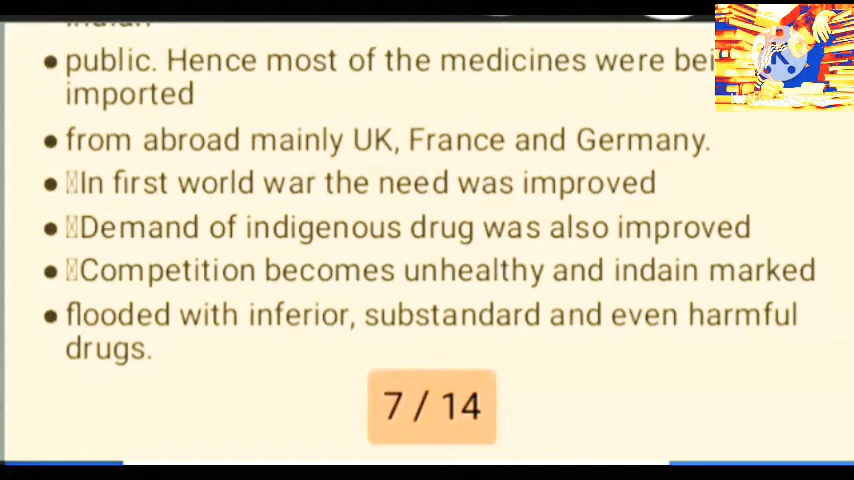 • public. Hence most of the medicines were
imported
• from abroad mainly UK, France and Germany.
• In first world war the need was improved
• Demand of indigenous drug was also improved
• Competition becomes unhealthy and indain marked
• flooded with inferior, substandard and even harmful
drugs.
7 / 14